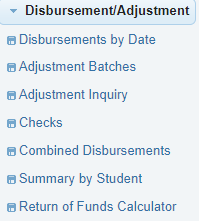 Disbursement/Adjustment
Disbursements by Date
Adjustment Batches
Adjustment Inquiry
Checks
Combined Disbursements
Summary by Student
Return of Funds Calculator